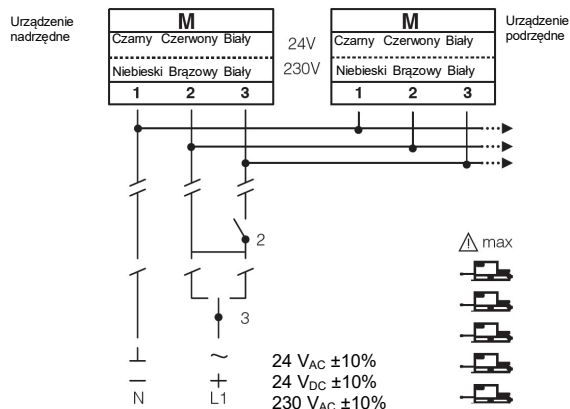 Urządzenie nadrzędne
M
Czarny Czerwony Biały
Niebieski Brązowy Biały
1 2 3
24V
230V
M
Czarny Czerwony Biały
Niebieski Brązowy Biały
1 2 3
Urządzenie podrzędne
2
3
max
⊥ ~ 24 VAC ±10%
— + 24 VDC ±10%
N L1 230 VAC ±10%